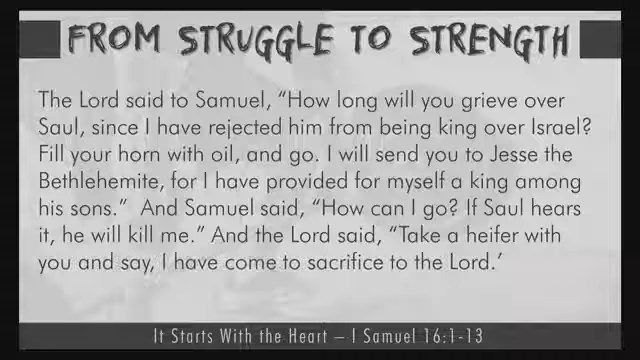 FROM STRUGGLE TO STRENGTH
The Lord said to Samuel, “How long will you grieve over
Saul, since I have rejected him from being king over Israel?
Fill your horn with oil, and go. I will send you to Jesse the
Bethlehemite, for I have provided for myself a king among
his sons.”  And Samuel said, “How can I go? If Saul hears
it, he will kill me.” And the Lord said, “Take a heifer with
you and say, I have come to sacrifice to the Lord.’
It Starts With the Heart – I Samuel 16:1-13